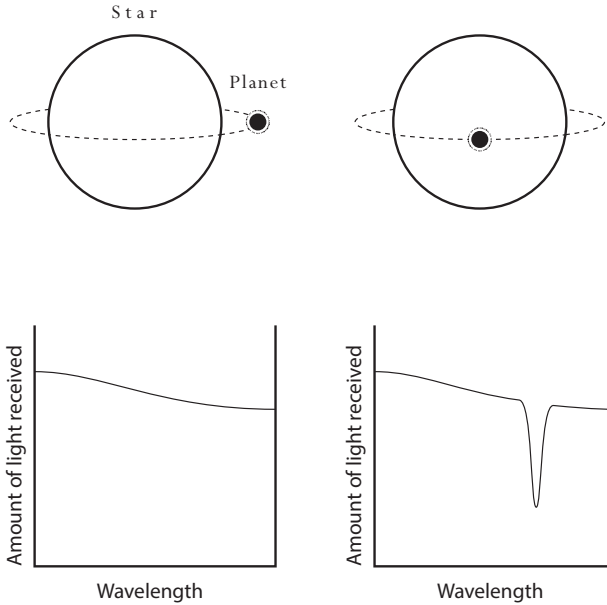 Star
Planet
Amount of light received
Wavelength
Amount of light received
Wavelength